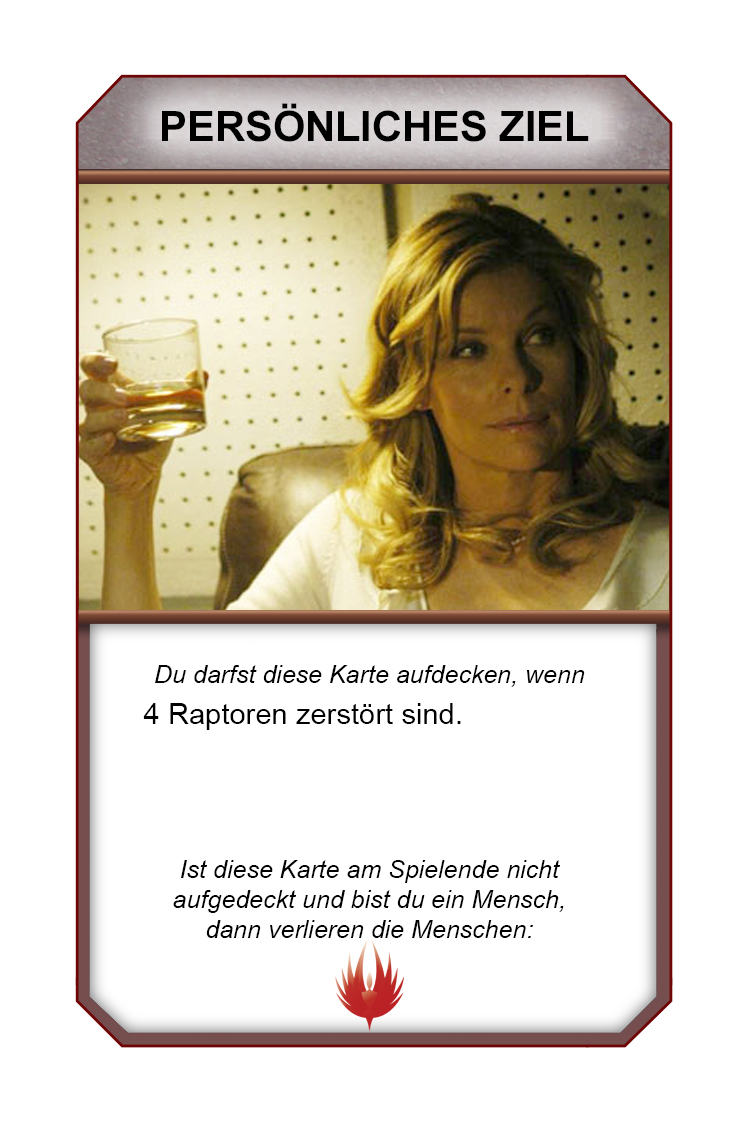 PERSÖNLICHES ZIEL
Du darfst diese Karte aufdecken, wenn
4 Raptoren zerstört sind.
Ist diese Karte am Spielende nicht
aufgedeckt und bist du ein Mensch,
dann verlieren die Menschen: